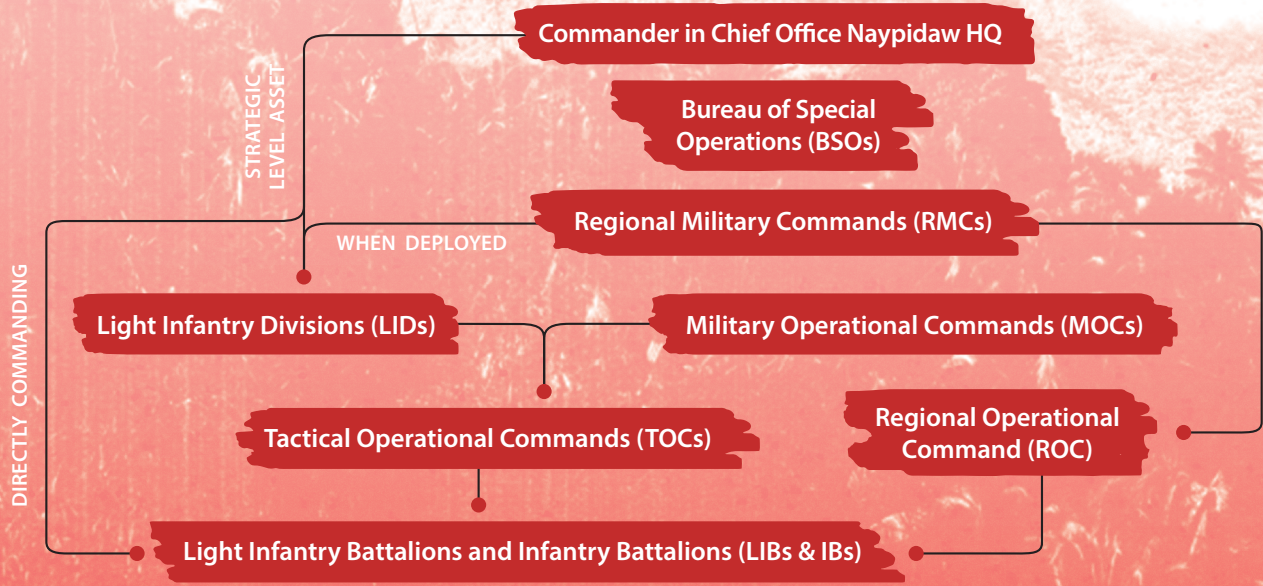 Commander in Chief Office Naypidaw HQ
STRATEGIC
LEVEL ASSET
Bureau of Special
Operations (BSOs)
Regional Military Commands (RMCs)
WHEN DEPLOYED
DIRECTLY COMMANDING
Light Infantry Divisions (LIDs)
Military Operational Commands (MOCs)
Tactical Operational Commands (TOCs)
Regional Operational
Command (ROC)
Light Infantry Battalions and Infantry Battalions (LIBs & IBs)